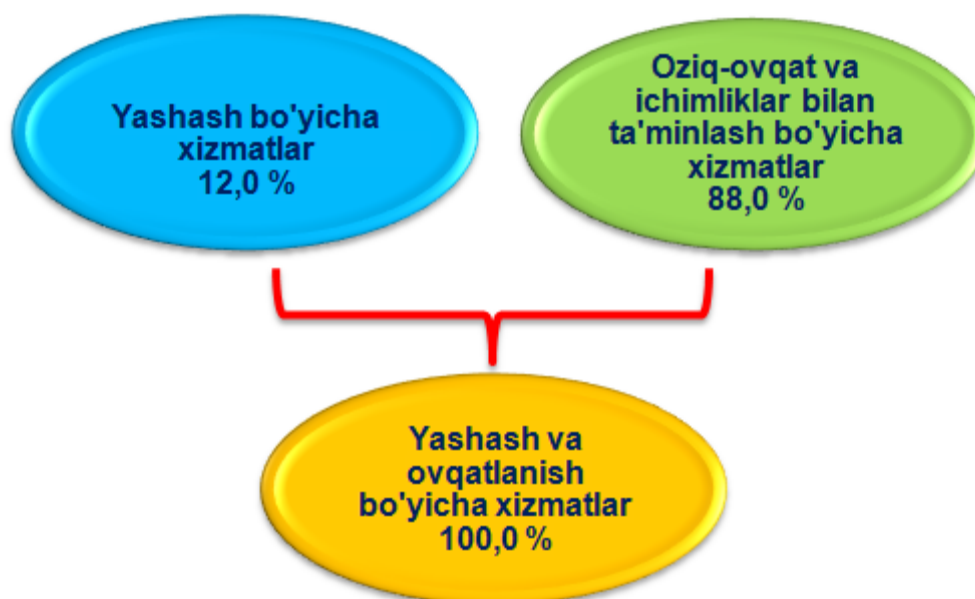 Yashash bo'yicha
xizmatlar
12,0 %
Oziq-ovqat va
ichimliklar bilan
ta'minlash bo'yicha
xizmatlar
88,0 %
Yashash va
ovqatlanish
bo'yicha xizmatlar
100,0 %